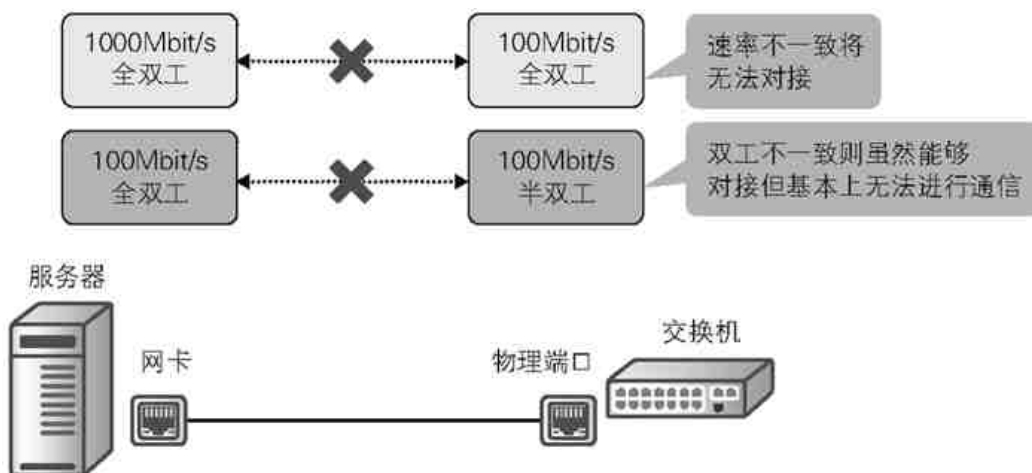 1000Mbit/s
全双工
100Mbit/s
全双工
速率不一致将
无法对接
100Mbit/s
全双工
100Mbit/s
半双工
双工不一致则虽然能够
对接但基本上无法进行通信
服务器
网卡
物理端口
交换机